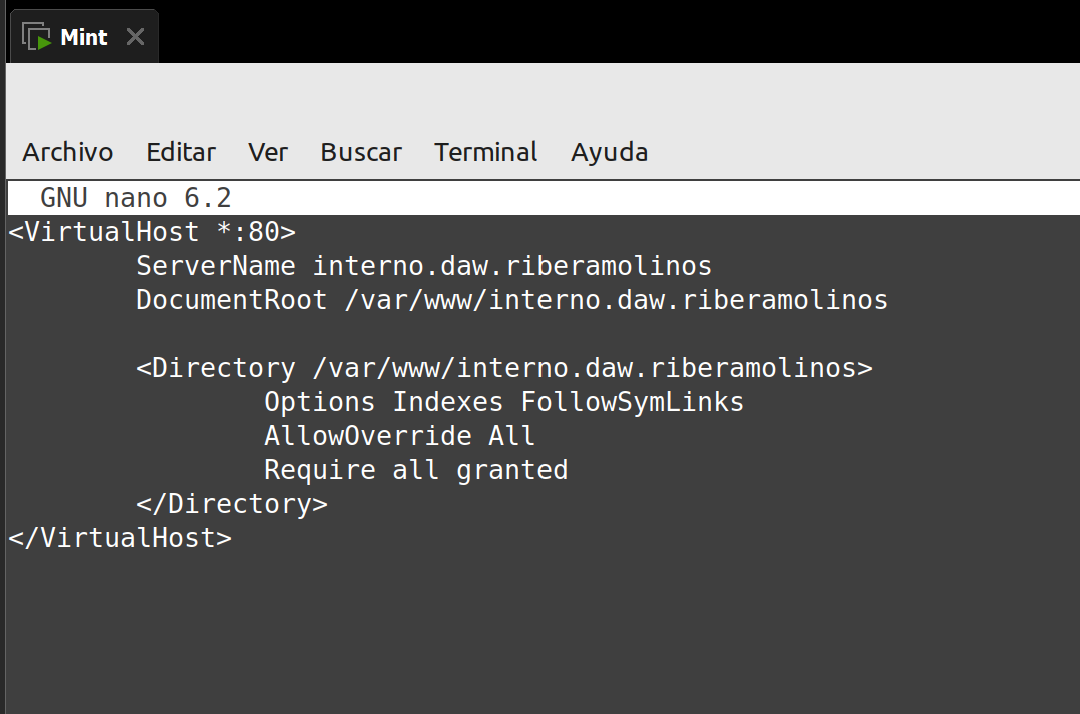 Mint
Archivo Editar Ver Buscar Terminal Ayuda
GNU nano 6.2
<VirtualHost *:80>
ServerName interno.daw.riberamolinos
DocumentRoot /var/www/interno.daw.riberamolinos
<Directory /var/www/interno.daw.riberamolinos>
Options Indexes FollowSymLinks
AllowOverride All
Require all granted
</Directory>
</VirtualHost>